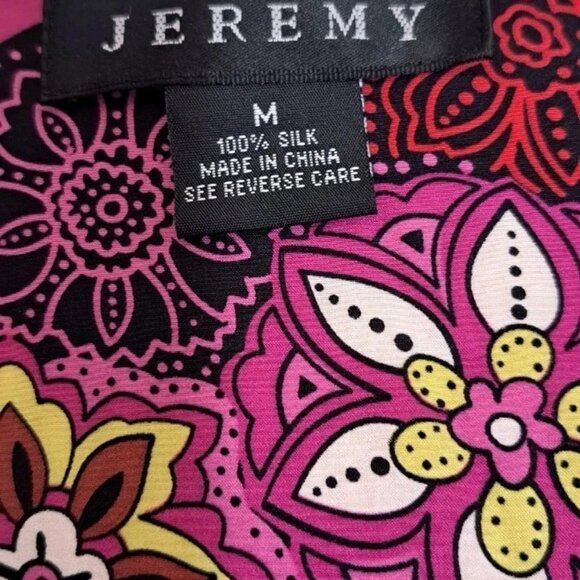 JEREMY
M
100% SILK
MADE IN CHINA
SEE REVERSE CARE